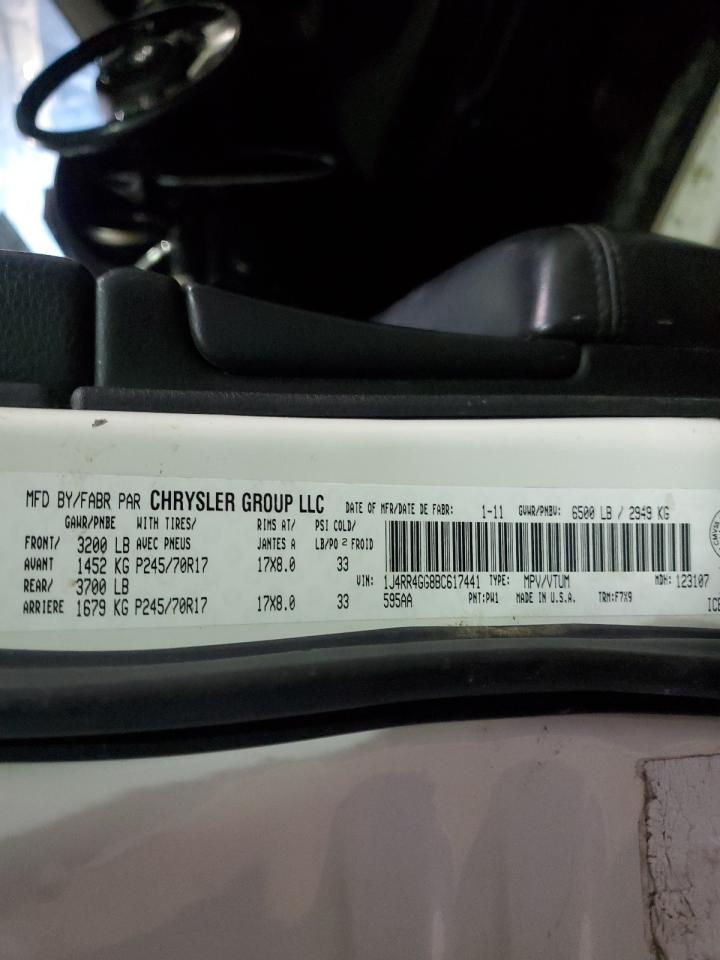 MFD BY/FABR PAR CHRYSLER GROUP LLC DATE OF MFR/DATE DE FABR: 1-11 GVWR/PNBV: 6500 LB / 2949 KG
GAWR/PNBE WITH TIRES/ RIMS AT/ PSI COLD/
FRONT/ 3200 LB AVEC PNEUS JANTES A LB/PO 2 FROID
AVANT 1452 KG P245/70R17 17X8.0 33
REAR/ 3700 LB VIN: 1J4RR4GG8BC617441 TYPE: MPV/VTUM MDH: 123107
ARRIERE 1679 KG P245/70R17 17X8.0 33 595AA PNT:PW1 MADE IN U.S.A. TRM:F7X9